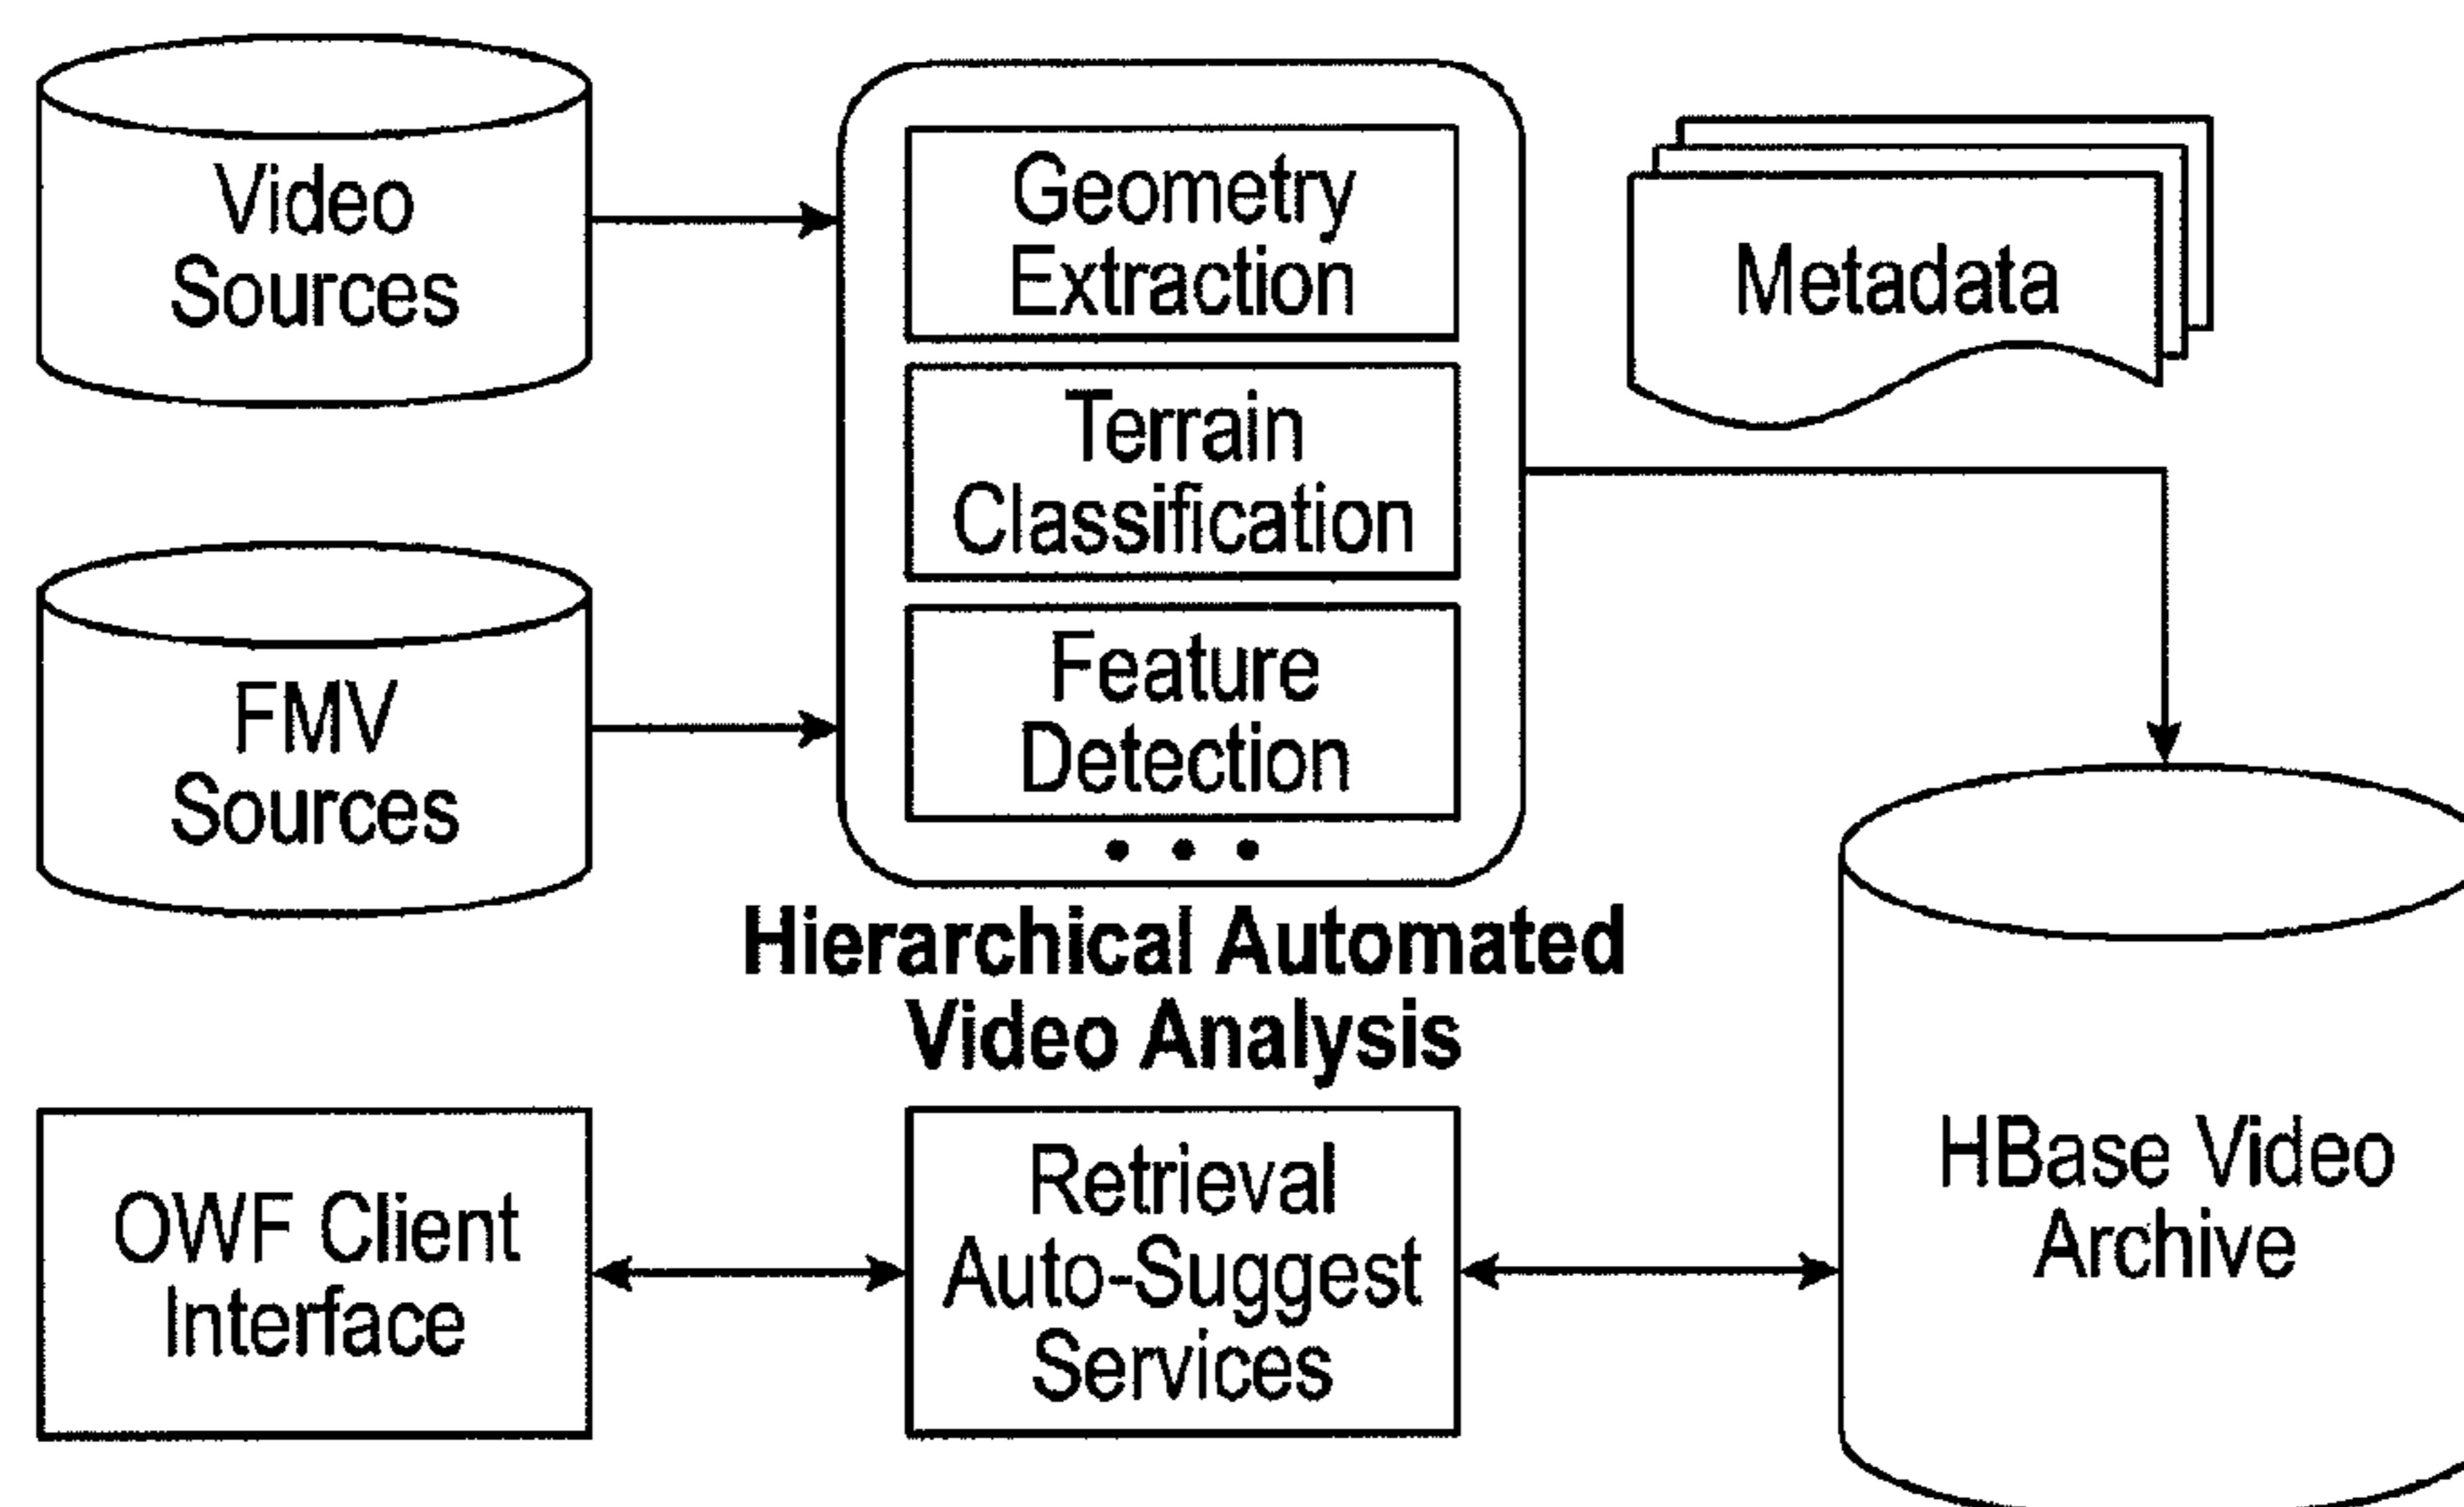 Video
Sources
Geometry
Extraction
Metadata
Terrain
Classification
FMV
Sources
Feature
Detection
• • •
Hierarchical Automated
Video Analysis
OWF Client
Interface
Retrieval
Auto-Suggest
Services
HBase Video
Archive